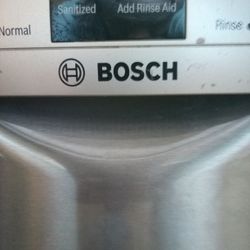 Sanitized Add Rinse Aid
Normal Rinse
BOSCH